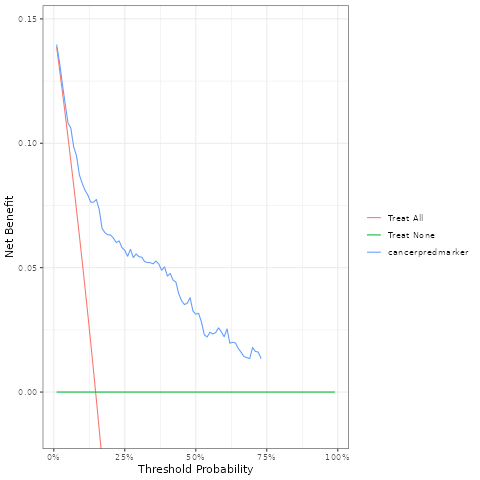 0.15
0.10
0.05
0.00
Net Benefit
0%
25%
50%
75%
100%
Threshold Probability
Treat All
Treat None
cancerpredmarker